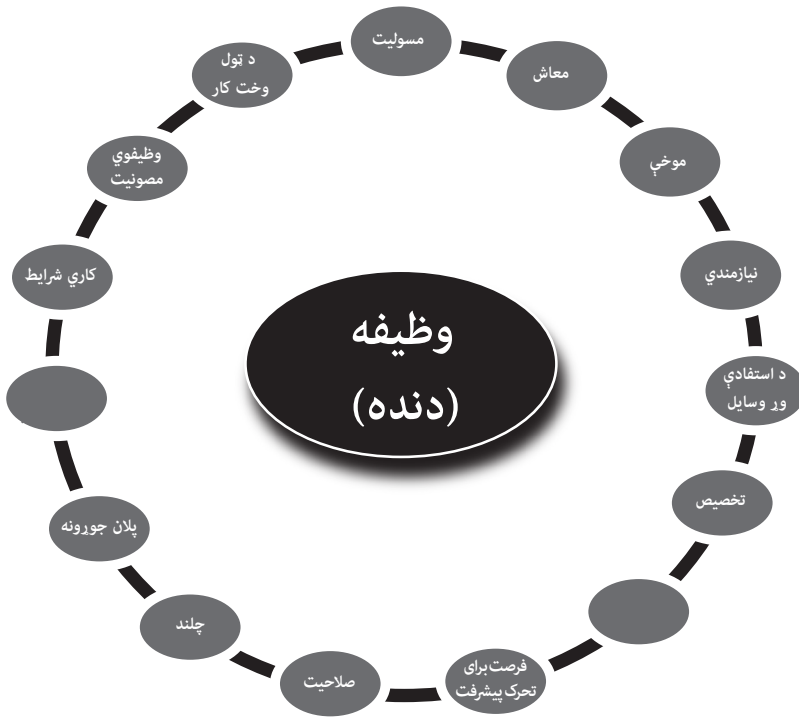 مسولیت
معاش
موخې
نیازمندي
د استفادې
وړ وسایل
تخصیص
فرصت برای
تحرک پیشرفت
صلاحیت
چلند
پلان جوړونه
کاري شرایط
وظیفوي
مصونیت
د ټول
وخت کار
وظیفه
(دنده)